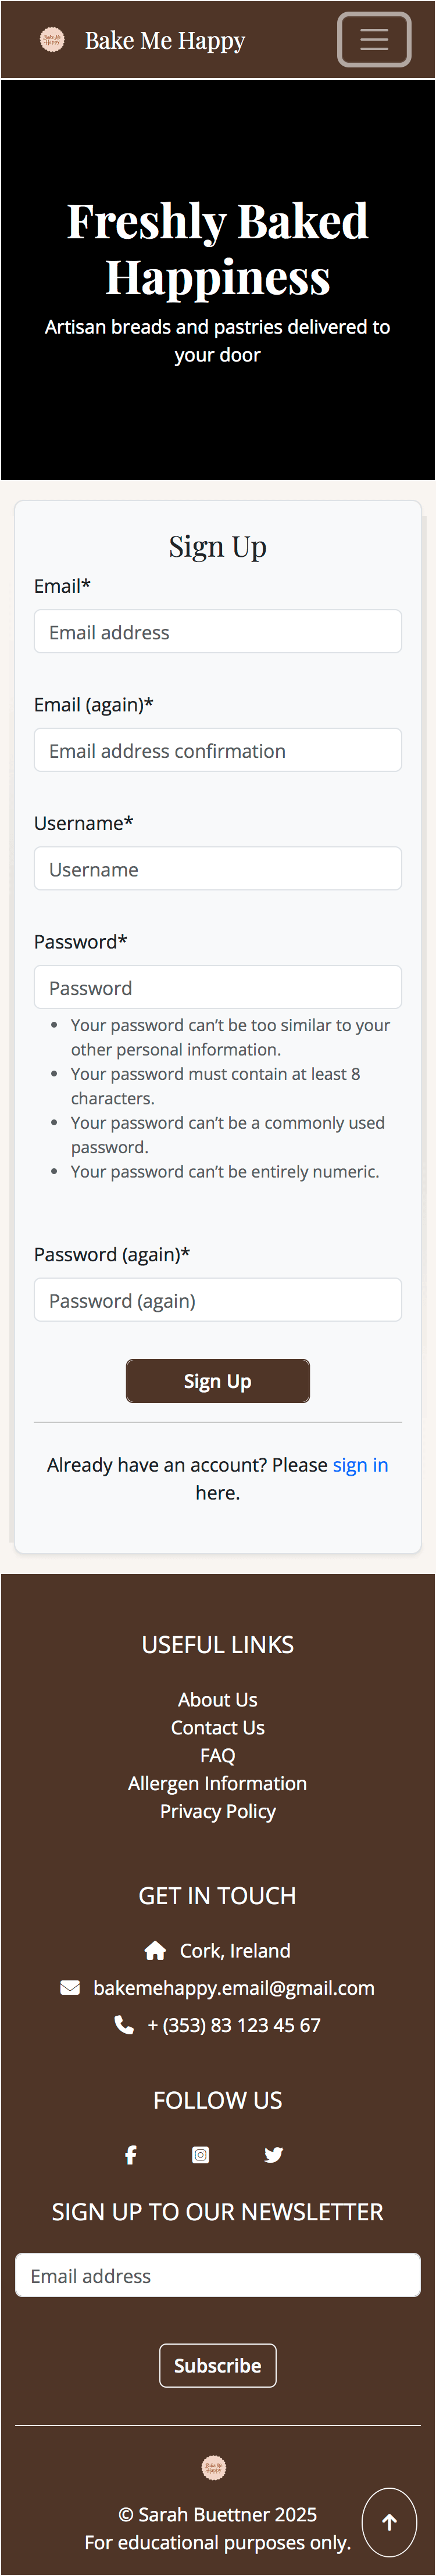 Bake Me Happy
Freshly Baked
Happiness
Artisan breads and pastries delivered to
your door
Sign Up
Email*
Email address
Email (again)*
Email address confirmation
Username*
Username
Password*
Password
• Your password can’t be too similar to your
other personal information.
• Your password must contain at least 8
characters.
• Your password can’t be a commonly used
password.
• Your password can’t be entirely numeric.
Password (again)*
Password (again)
Sign Up
Already have an account? Please sign in
here.
USEFUL LINKS
About Us
Contact Us
FAQ
Allergen Information
Privacy Policy
GET IN TOUCH
Cork, Ireland
bakemehappy.email@gmail.com
+ (353) 83 123 45 67
FOLLOW US
SIGN UP TO OUR NEWSLETTER
Email address
Subscribe
© Sarah Buettner 2025
For educational purposes only.